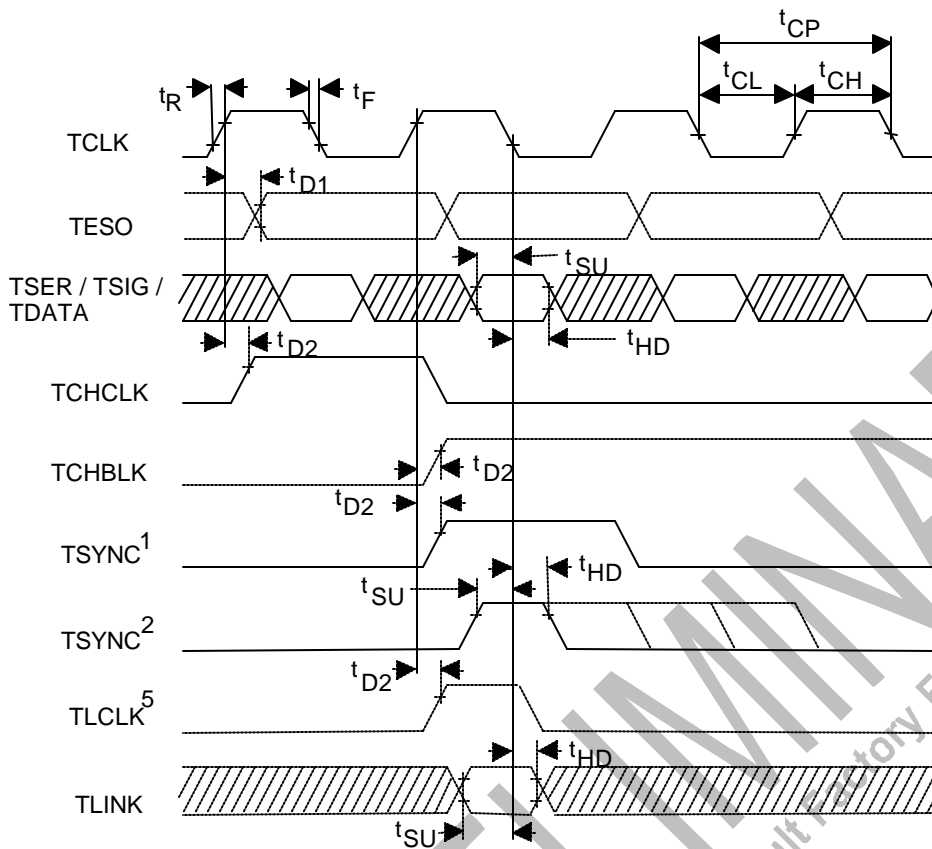 tCP
tCL tCH
tR tF
TCLK
tD1
TESO
tSU
TSER / TSIG /
TDATA
tHD
tD2
TCHCLK
TCHBLK
tD2
tD2
TSYNC1
tHD
tSU
TSYNC2
tD2
TLCLK5
tHD
TLINK
tSU